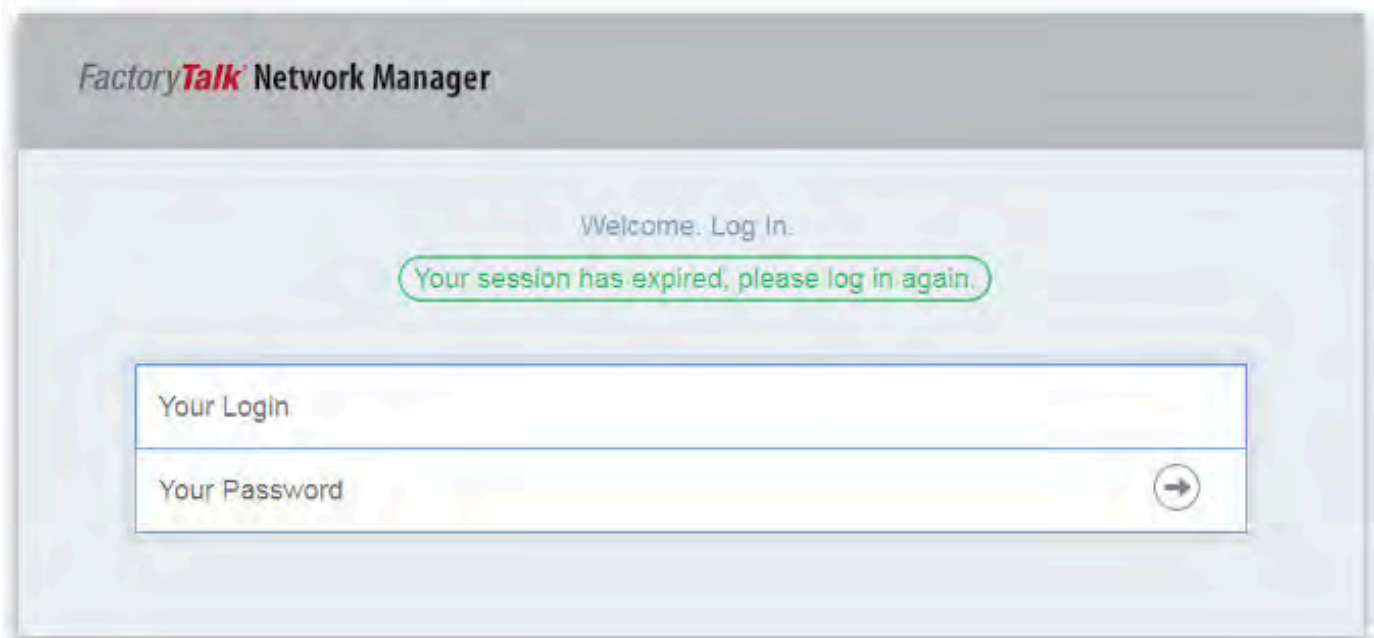 FactoryTalk Network Manager
Welcome. Log In.
Your session has expired, please log in again.
Your Login
Your Password